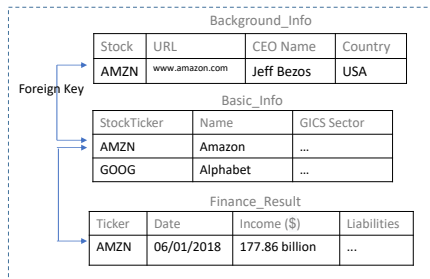 Background_Info
Stock URL CEO Name Country
AMZN www.amazon.com Jeff Bezos USA
Foreign Key
Basic_Info
StockTicker Name GICS Sector
AMZN Amazon ...
GOOG Alphabet ...
Finance_Result
Ticker Date Income ($) Liabilities
AMZN 06/01/2018 177.86 billion ...